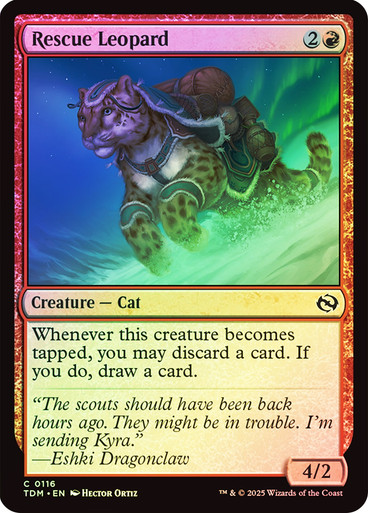 Rescue Leopard 2
Creature — Cat
Whenever this creature becomes
tapped, you may discard a card. If
you do, draw a card.
“The scouts should have been back
hours ago. They might be in trouble. I’m
sending Kyra.”
—Eshki Dragonclaw
4/2
C 0116
TDM • EN Hector Ortiz
™ & © 2025 Wizards of the Coast